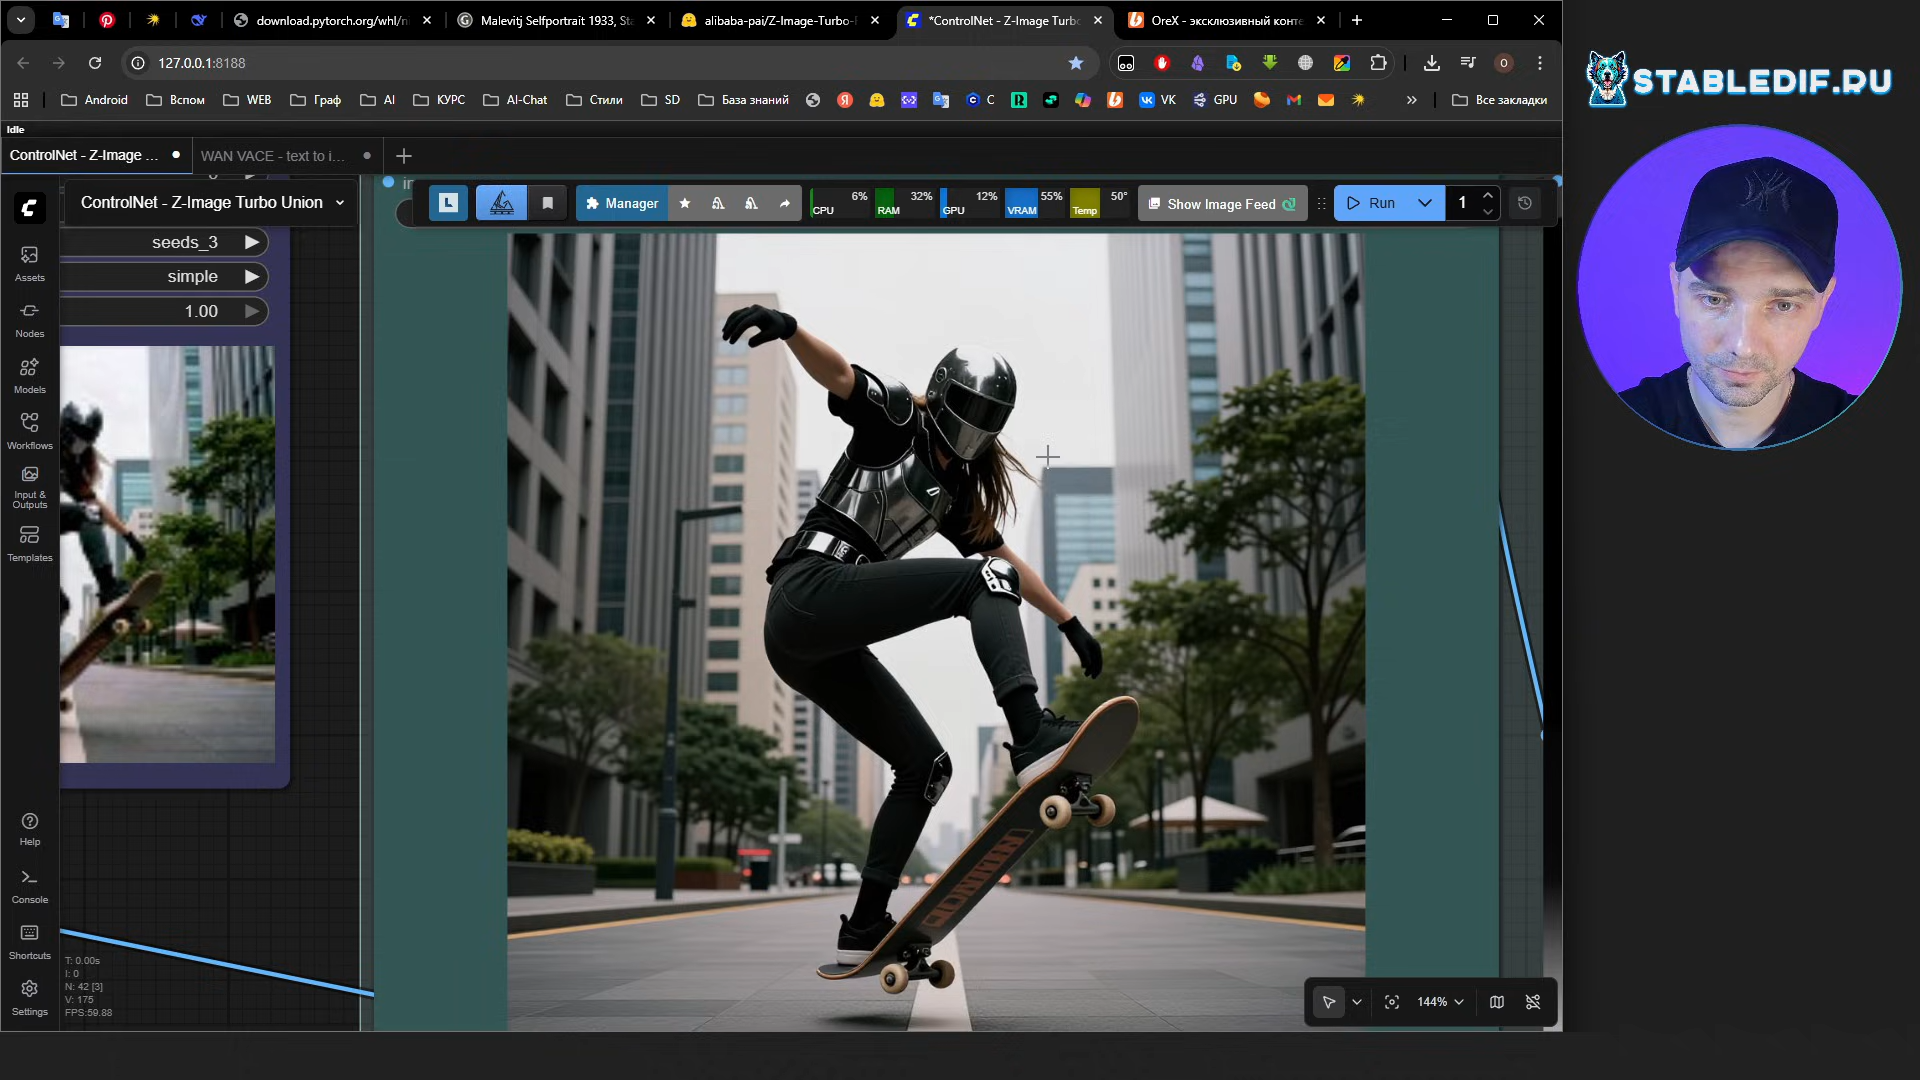 download.pytorch.org/whl/n
Malevitj Selfportrait 1933, Sta
alibaba-pai/Z-Image-Turbo-
*ControlNet - Z-Image Turbo
OreX - эксклюзивный конте
127.0.0.1:8188
Android
Вспом
WEB
Граф
AI
КУРС
AI-Chat
Стили
SD
База знаний
C
VK
GPU
Все закладки
Idle
ControlNet - Z-Image ...
WAN VACE - text to i...
ControlNet - Z-Image Turbo Union
Manager
CPU 6%
RAM 32%
GPU 12%
VRAM 55%
Temp 50°
Show Image Feed
Run
1
seeds_3
simple
1.00
Assets
Nodes
Models
Workflows
Input &
Outputs
Templates
Help
Console
Shortcuts
Settings
T: 0.00s
I: 0
N: 42 [3]
V: 175
FPS:59.88
144%
STABLEDIF.RU